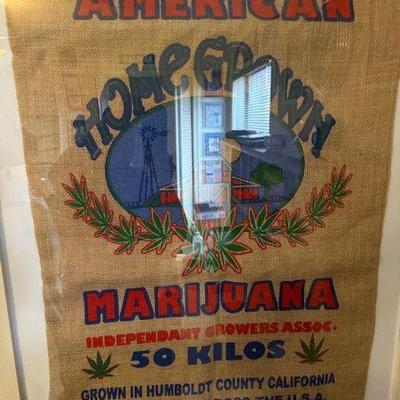 AMERICAN
HOME GROWN
MARIJUANA
INDEPENDANT GROWERS ASSOC.
50 KILOS
GROWN IN HUMBOLDT COUNTY CALIFORNIA
THE U.S.A.